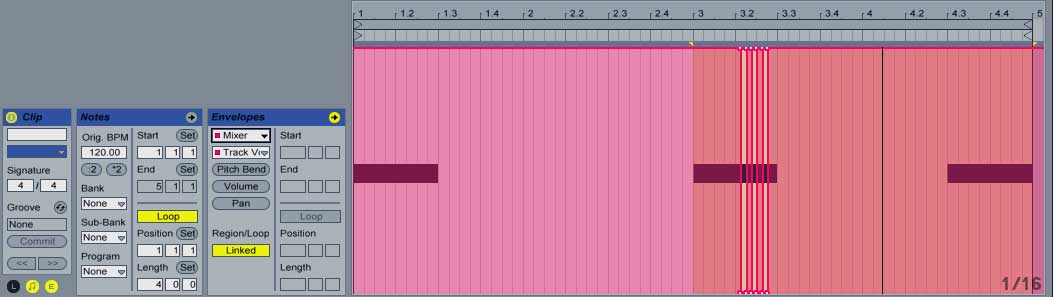 1 1.2 1.3 1.4 2 2.2 2.3 2.4 3 3.2 3.3 3.4 4 4.2 4.3 4.4 5
Clip Notes Envelopes
Orig. BPM Start Set Mixer Start
120.00 1 1 1 Track V
Signature :2 *2 End Set Pitch Bend End
4 / 4 Bank 5 1 1 Volume
Groove None Loop Pan Loop
None Sub-Bank Position Set Region/Loop Position
Commit None 1 1 1 Linked
<< >> Program Length Set Length
L E None 4 0 0
1/16